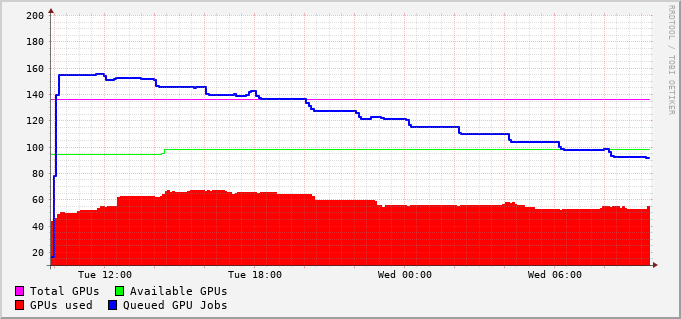 200
180
160
140
120
100
80
60
40
20
Tue 12:00 Tue 18:00 Wed 00:00 Wed 06:00
Total GPUs Available GPUs
GPUs used Queued GPU Jobs
RRDTOOL / TOBI OETIKER